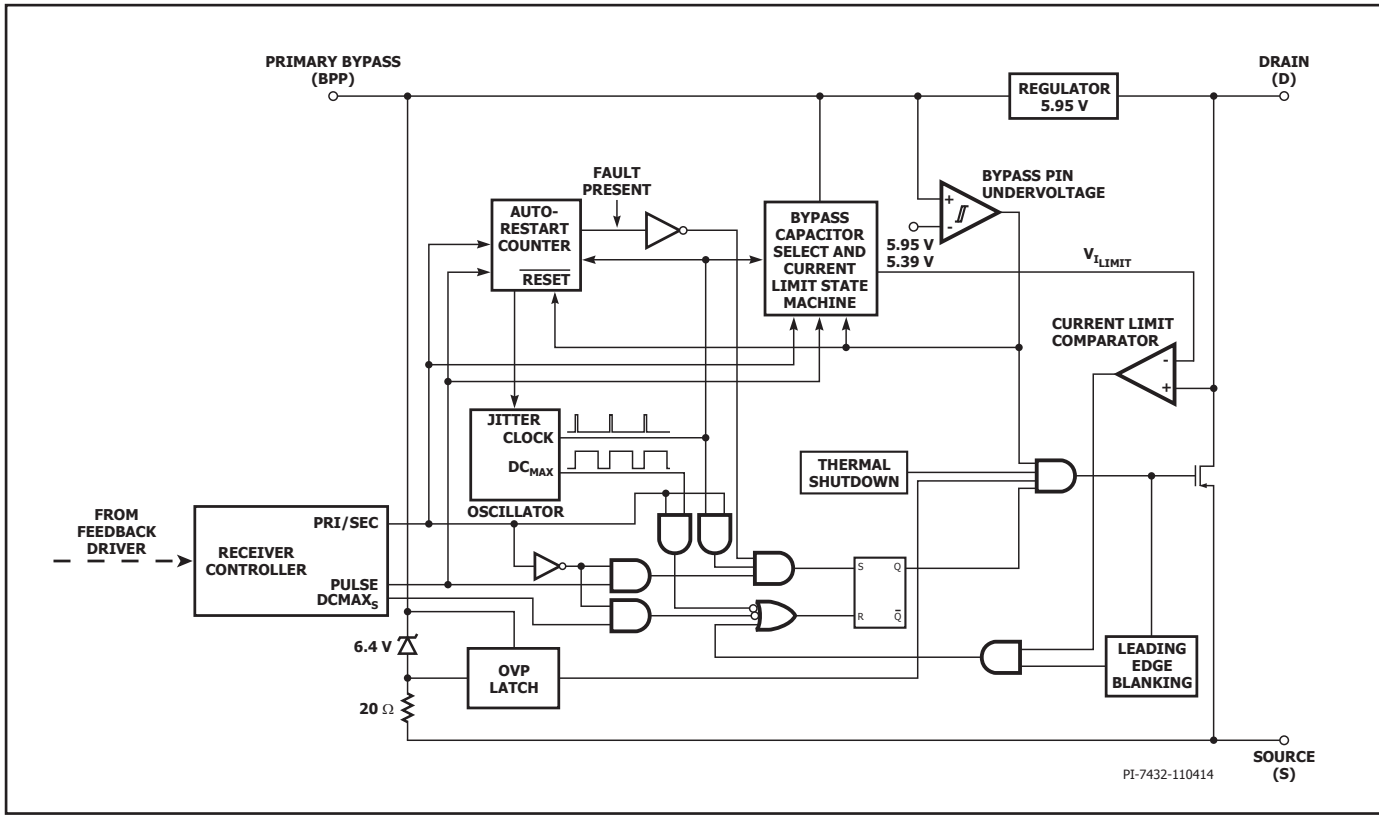 PRIMARY BYPASS
(BPP)
DRAIN
(D)
REGULATOR
5.95 V
FAULT
PRESENT
BYPASS PIN
UNDERVOLTAGE
AUTO-
RESTART
COUNTER
RESET
BYPASS
CAPACITOR
SELECT AND
CURRENT
LIMIT STATE
MACHINE
+
-
5.95 V
5.39 V
VILIMIT
CURRENT LIMIT
COMPARATOR
-
+
JITTER
CLOCK
DCMAX
OSCILLATOR
THERMAL
SHUTDOWN
FROM
FEEDBACK
DRIVER
RECEIVER
CONTROLLER
PRI/SEC
PULSE
DCMAXS
S Q
R Q̅
6.4 V
OVP
LATCH
LEADING
EDGE
BLANKING
20 Ω
SOURCE
(S)
PI-7432-110414